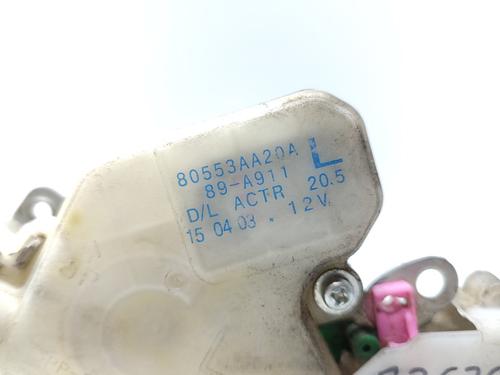 80553AA20A L
89-A911
D/L ACTR 20.5
15 04 03 . 12V